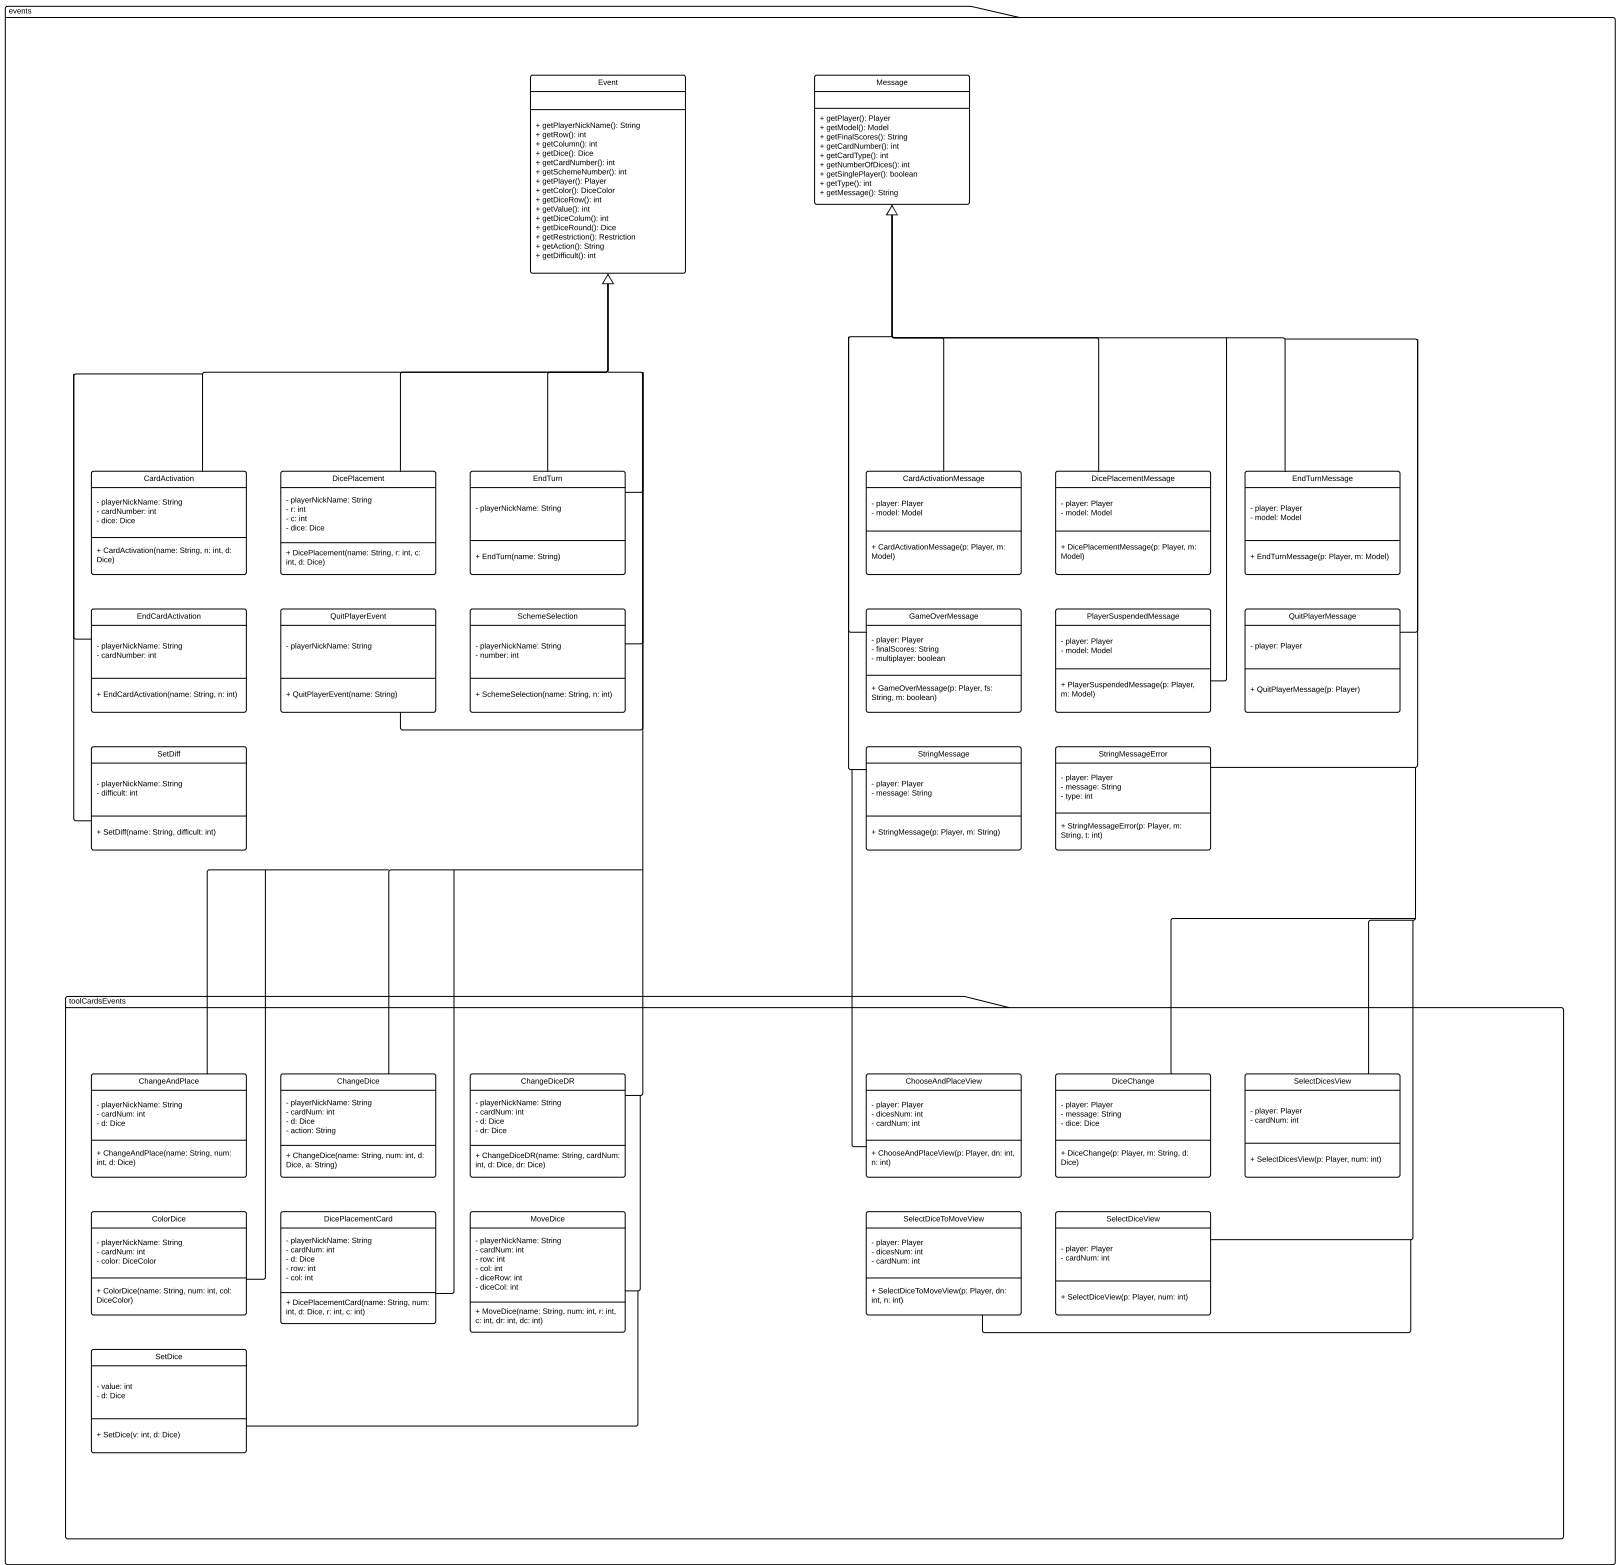 events
Event
+ getPlayerNickName(): String
+ getRow(): int
+ getColumn(): int
+ getDice(): Dice
+ getCardNumber(): int
+ getSchemeNumber(): int
+ getPlayer(): Player
+ getColor(): DiceColor
+ getDiceRow(): int
+ getValue(): int
+ getDiceColum(): int
+ getDiceRound(): Dice
+ getRestriction(): Restriction
+ getAction(): String
+ getDifficult(): int
Message
+ getPlayer(): Player
+ getModel(): Model
+ getFinalScores(): String
+ getCardNumber(): int
+ getCardType(): int
+ getNumberOfDices(): int
+ getSinglePlayer(): boolean
+ getType(): int
+ getMessage(): String
CardActivation
- playerNickName: String
- cardNumber: int
- dice: Dice
+ CardActivation(name: String, n: int, d:
Dice)
DicePlacement
- playerNickName: String
- r: int
- c: int
- dice: Dice
+ DicePlacement(name: String, r: int, c:
int, d: Dice)
EndTurn
- playerNickName: String
+ EndTurn(name: String)
CardActivationMessage
- player: Player
- model: Model
+ CardActivationMessage(p: Player, m:
Model)
DicePlacementMessage
- player: Player
- model: Model
+ DicePlacementMessage(p: Player, m:
Model)
EndTurnMessage
- player: Player
- model: Model
+ EndTurnMessage(p: Player, m: Model)
EndCardActivation
- playerNickName: String
- cardNumber: int
+ EndCardActivation(name: String, n: int)
QuitPlayerEvent
- playerNickName: String
+ QuitPlayerEvent(name: String)
SchemeSelection
- playerNickName: String
- number: int
+ SchemeSelection(name: String, n: int)
GameOverMessage
- player: Player
- finalScores: String
- multiplayer: boolean
+ GameOverMessage(p: Player, fs:
String, m: boolean)
PlayerSuspendedMessage
- player: Player
- model: Model
+ PlayerSuspendedMessage(p: Player,
m: Model)
QuitPlayerMessage
- player: Player
+ QuitPlayerMessage(p: Player)
SetDiff
- playerNickName: String
- difficult: int
+ SetDiff(name: String, difficult: int)
StringMessage
- player: Player
- message: String
+ StringMessage(p: Player, m: String)
StringMessageError
- player: Player
- message: String
- type: int
+ StringMessageError(p: Player, m:
String, t: int)
toolCardsEvents
ChangeAndPlace
- playerNickName: String
- cardNum: int
- d: Dice
+ ChangeAndPlace(name: String, num:
int, d: Dice)
ChangeDice
- playerNickName: String
- cardNum: int
- d: Dice
- action: String
+ ChangeDice(name: String, num: int, d:
Dice, a: String)
ChangeDiceDR
- playerNickName: String
- cardNum: int
- d: Dice
- dr: Dice
+ ChangeDiceDR(name: String, cardNum:
int, d: Dice, dr: Dice)
ChooseAndPlaceView
- player: Player
- dicesNum: int
- cardNum: int
+ ChooseAndPlaceView(p: Player, dn: int,
n: int)
DiceChange
- player: Player
- message: String
- dice: Dice
+ DiceChange(p: Player, m: String, d:
Dice)
SelectDicesView
- player: Player
- cardNum: int
+ SelectDicesView(p: Player, num: int)
ColorDice
- playerNickName: String
- cardNum: int
- color: DiceColor
+ ColorDice(name: String, num: int, col:
DiceColor)
DicePlacementCard
- playerNickName: String
- cardNum: int
- d: Dice
- row: int
- col: int
+ DicePlacementCard(name: String, num:
int, d: Dice, r: int, c: int)
MoveDice
- playerNickName: String
- cardNum: int
- row: int
- col: int
- diceRow: int
- diceCol: int
+ MoveDice(name: String, num: int, r: int,
c: int, dr: int, dc: int)
SelectDiceToMoveView
- player: Player
- dicesNum: int
- cardNum: int
+ SelectDiceToMoveView(p: Player, dn:
int, n: int)
SelectDiceView
- player: Player
- cardNum: int
+ SelectDiceView(p: Player, num: int)
SetDice
- value: int
- d: Dice
+ SetDice(v: int, d: Dice)